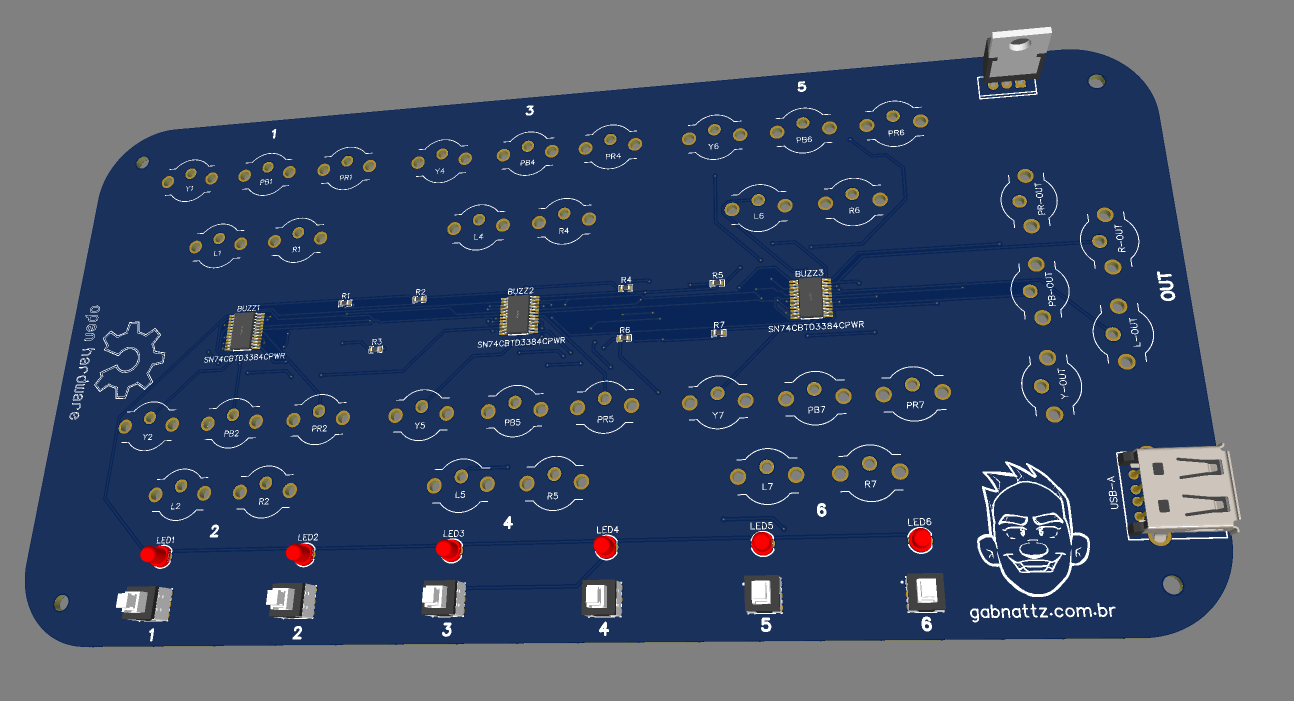 1
3
5
Y1
PB1
PR1
Y4
PB4
PR4
Y6
PB6
PR6
L1
R1
L4
R4
L6
R6
PR-OUT
R-OUT
PB-OUT
L-OUT
Y-OUT
OUT
BUZZ1
SN74CBTD3384CPWR
BUZZ2
SN74CBTD3384CPWR
BUZZ3
SN74CBTD3384CPWR
R1
R2
R3
R4
R5
R6
R7
open hardware
Y2
PB2
PR2
Y5
PB5
PR5
Y7
PB7
PR7
L2
R2
L5
R5
L7
R7
2
4
6
USB-A
LED1
LED2
LED3
LED4
LED5
LED6
1
2
3
4
5
6
gabnattz.com.br